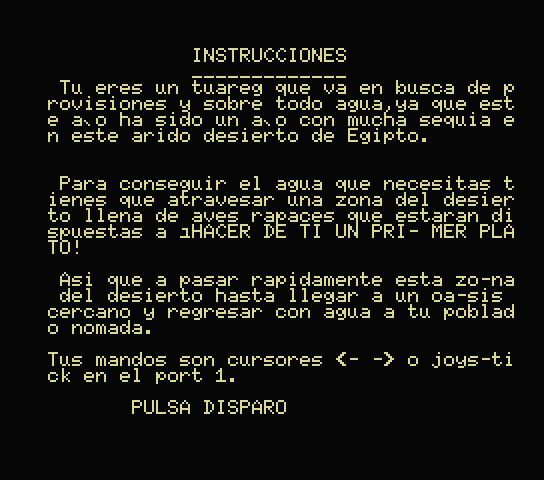 INSTRUCCIONES
_____________
Tu eres un tuareg que va en busca de p
rovisiones y sobre todo agua,ya que est
e a\o ha sido un a\o con mucha sequia e
n este arido desierto de Egipto.
Para conseguir el agua que necesitas t
ienes que atravesar una zona del desier
to llena de aves rapaces que estaran di
spuestas a ıHACER DE TI UN PRI- MER PLA
TO!
Asi que a pasar rapidamente esta zo-na
del desierto hasta llegar a un oa-sis
cercano y regresar con agua a tu poblad
o nomada.
Tus mandos son cursores <- -> o joys-ti
ck en el port 1.
PULSA DISPARO